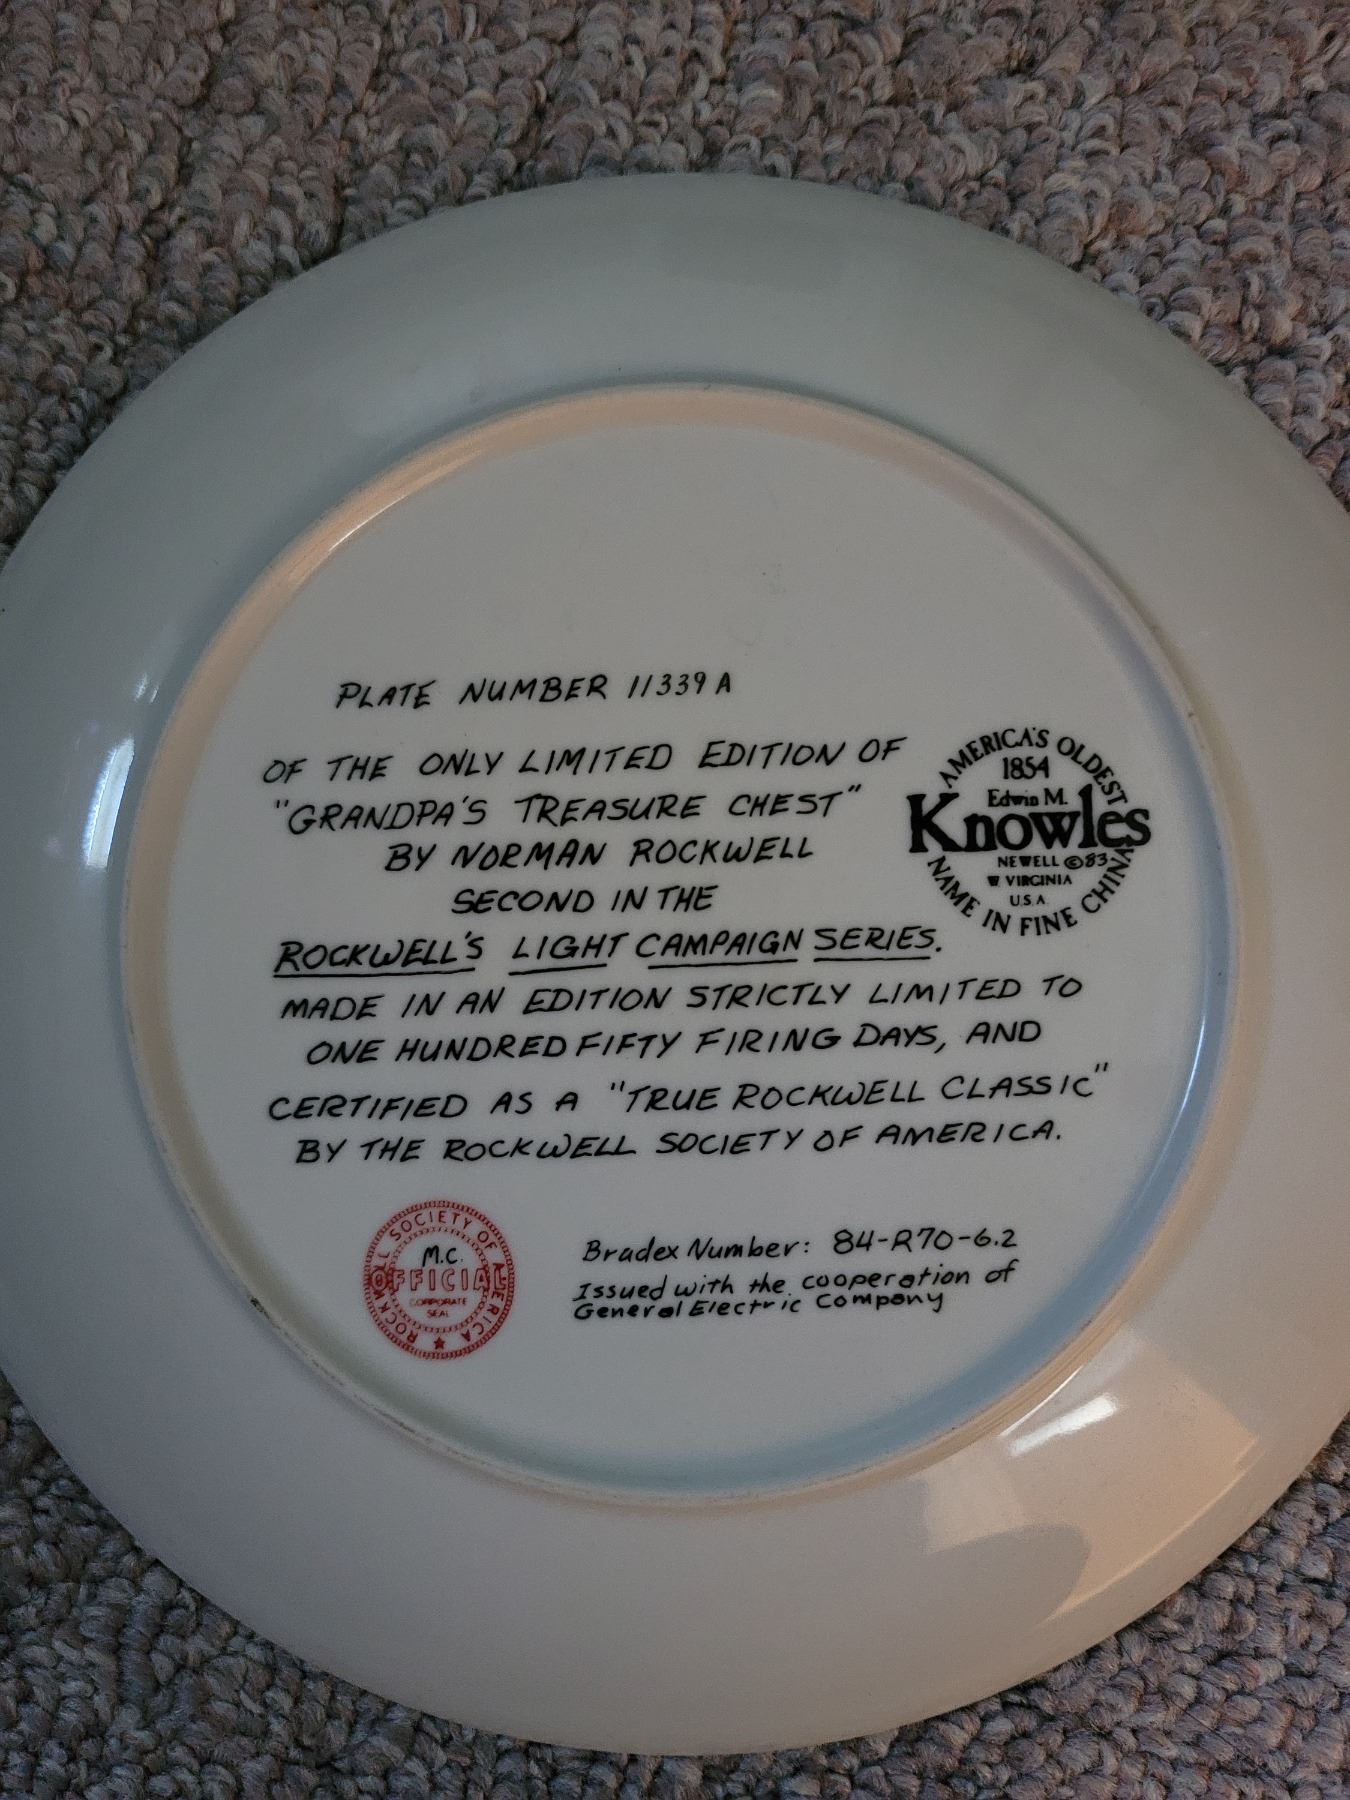 PLATE NUMBER 11339 A
OF THE ONLY LIMITED EDITION OF
"GRANDPA'S TREASURE CHEST"
BY NORMAN ROCKWELL
SECOND IN THE
ROCKWELL'S LIGHT CAMPAIGN SERIES.
MADE IN AN EDITION STRICTLY LIMITED TO
ONE HUNDRED FIFTY FIRING DAYS, AND
CERTIFIED AS A "TRUE ROCKWELL CLASSIC"
BY THE ROCKWELL SOCIETY OF AMERICA.
AMERICA'S OLDEST
1854
Edwin M.
Knowles
NEWELL ©83
W VIRGINIA
U.S.A.
NAME IN FINE CHINA
ROCKWELL SOCIETY OF AMERICA
M.C.
OFFICIAL
CORPORATE
SEAL
Bradex Number: 84-R70-6.2
Issued with the cooperation of
General Electric Company